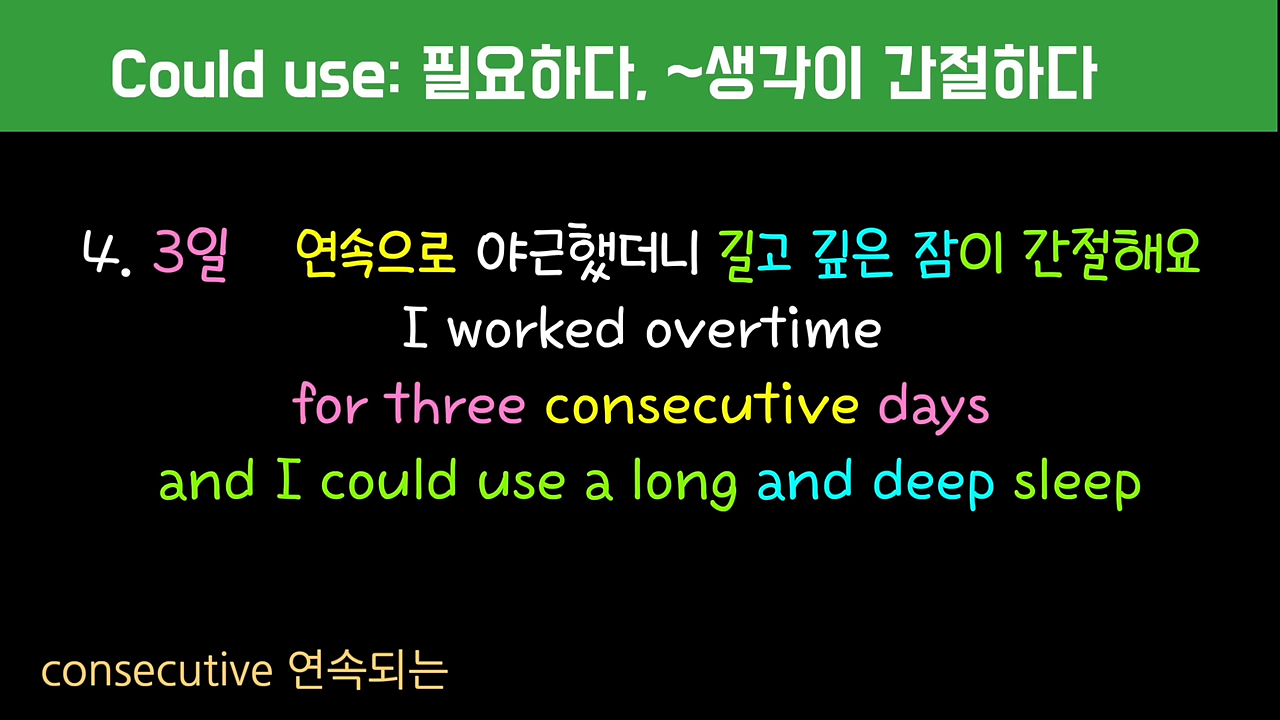 Could use: 필요하다, ~생각이 간절하다
4. 3일 연속으로 야근했더니 길고 깊은 잠이 간절해요
I worked overtime
for three consecutive days
and I could use a long and deep sleep
consecutive 연속되는